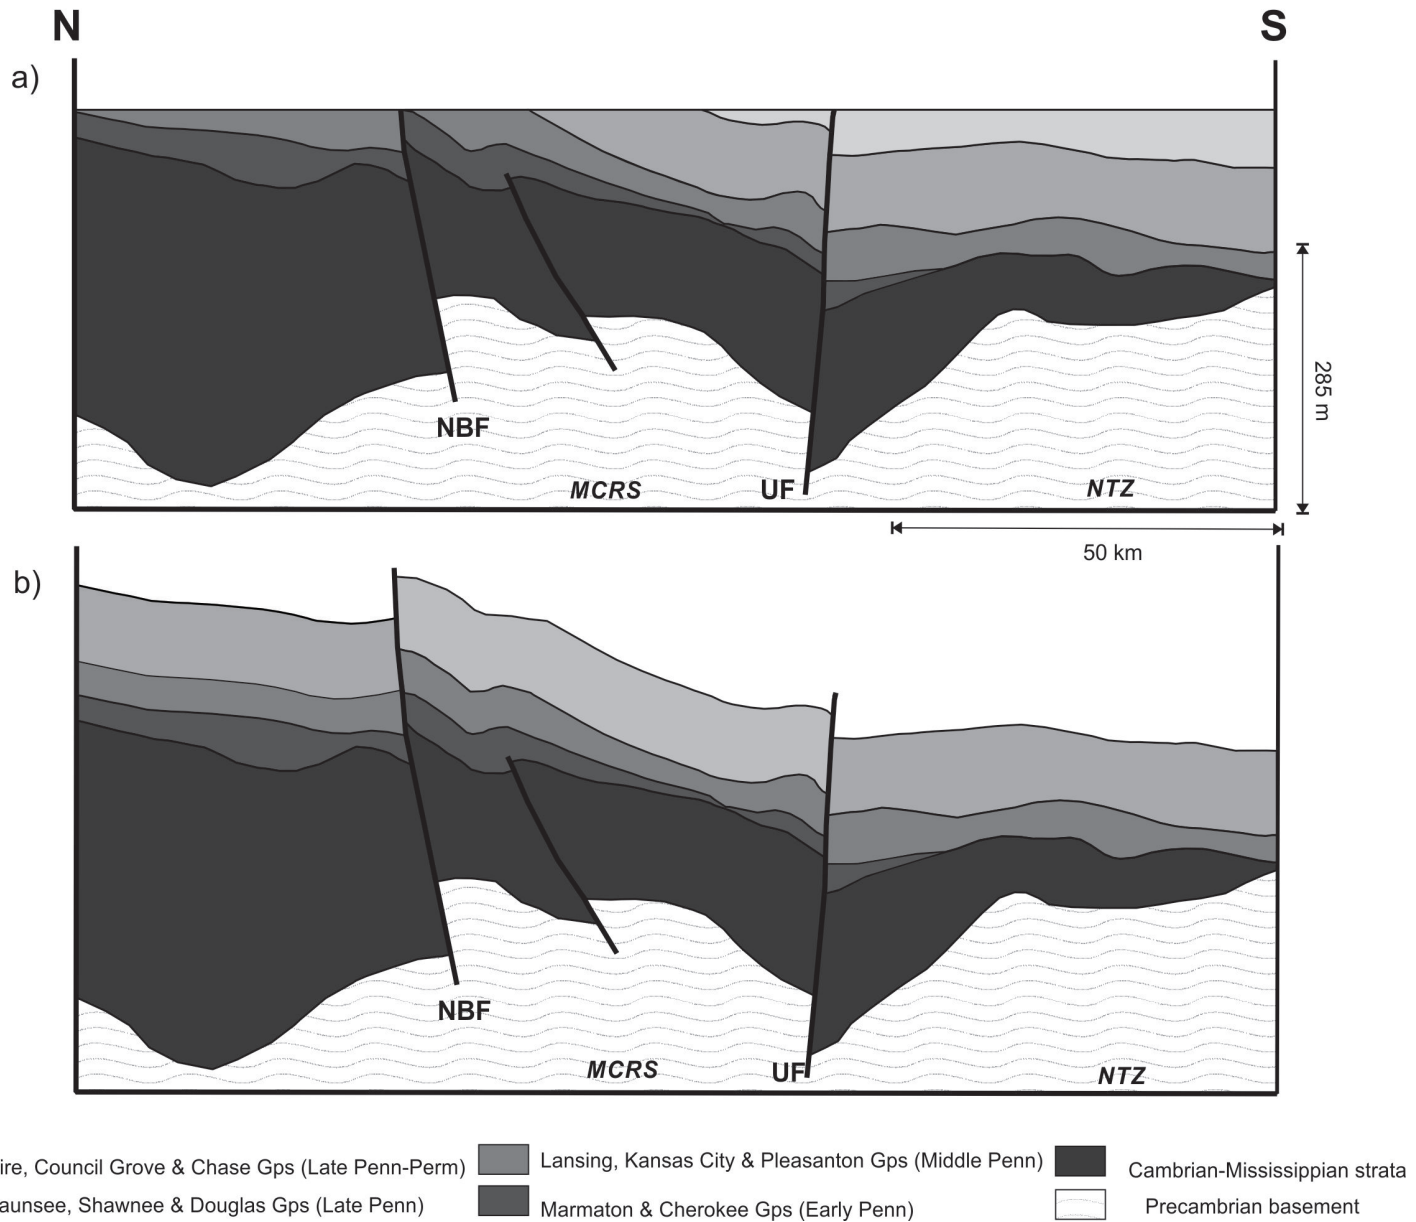 N
S
a)
NBF
MCRS
UF
NTZ
285 m
50 km
b)
NBF
MCRS
UF
NTZ
ire, Council Grove & Chase Gps (Late Penn-Perm)
Lansing, Kansas City & Pleasanton Gps (Middle Penn)
Cambrian-Mississippian strata
aunsee, Shawnee & Douglas Gps (Late Penn)
Marmaton & Cherokee Gps (Early Penn)
Precambrian basement